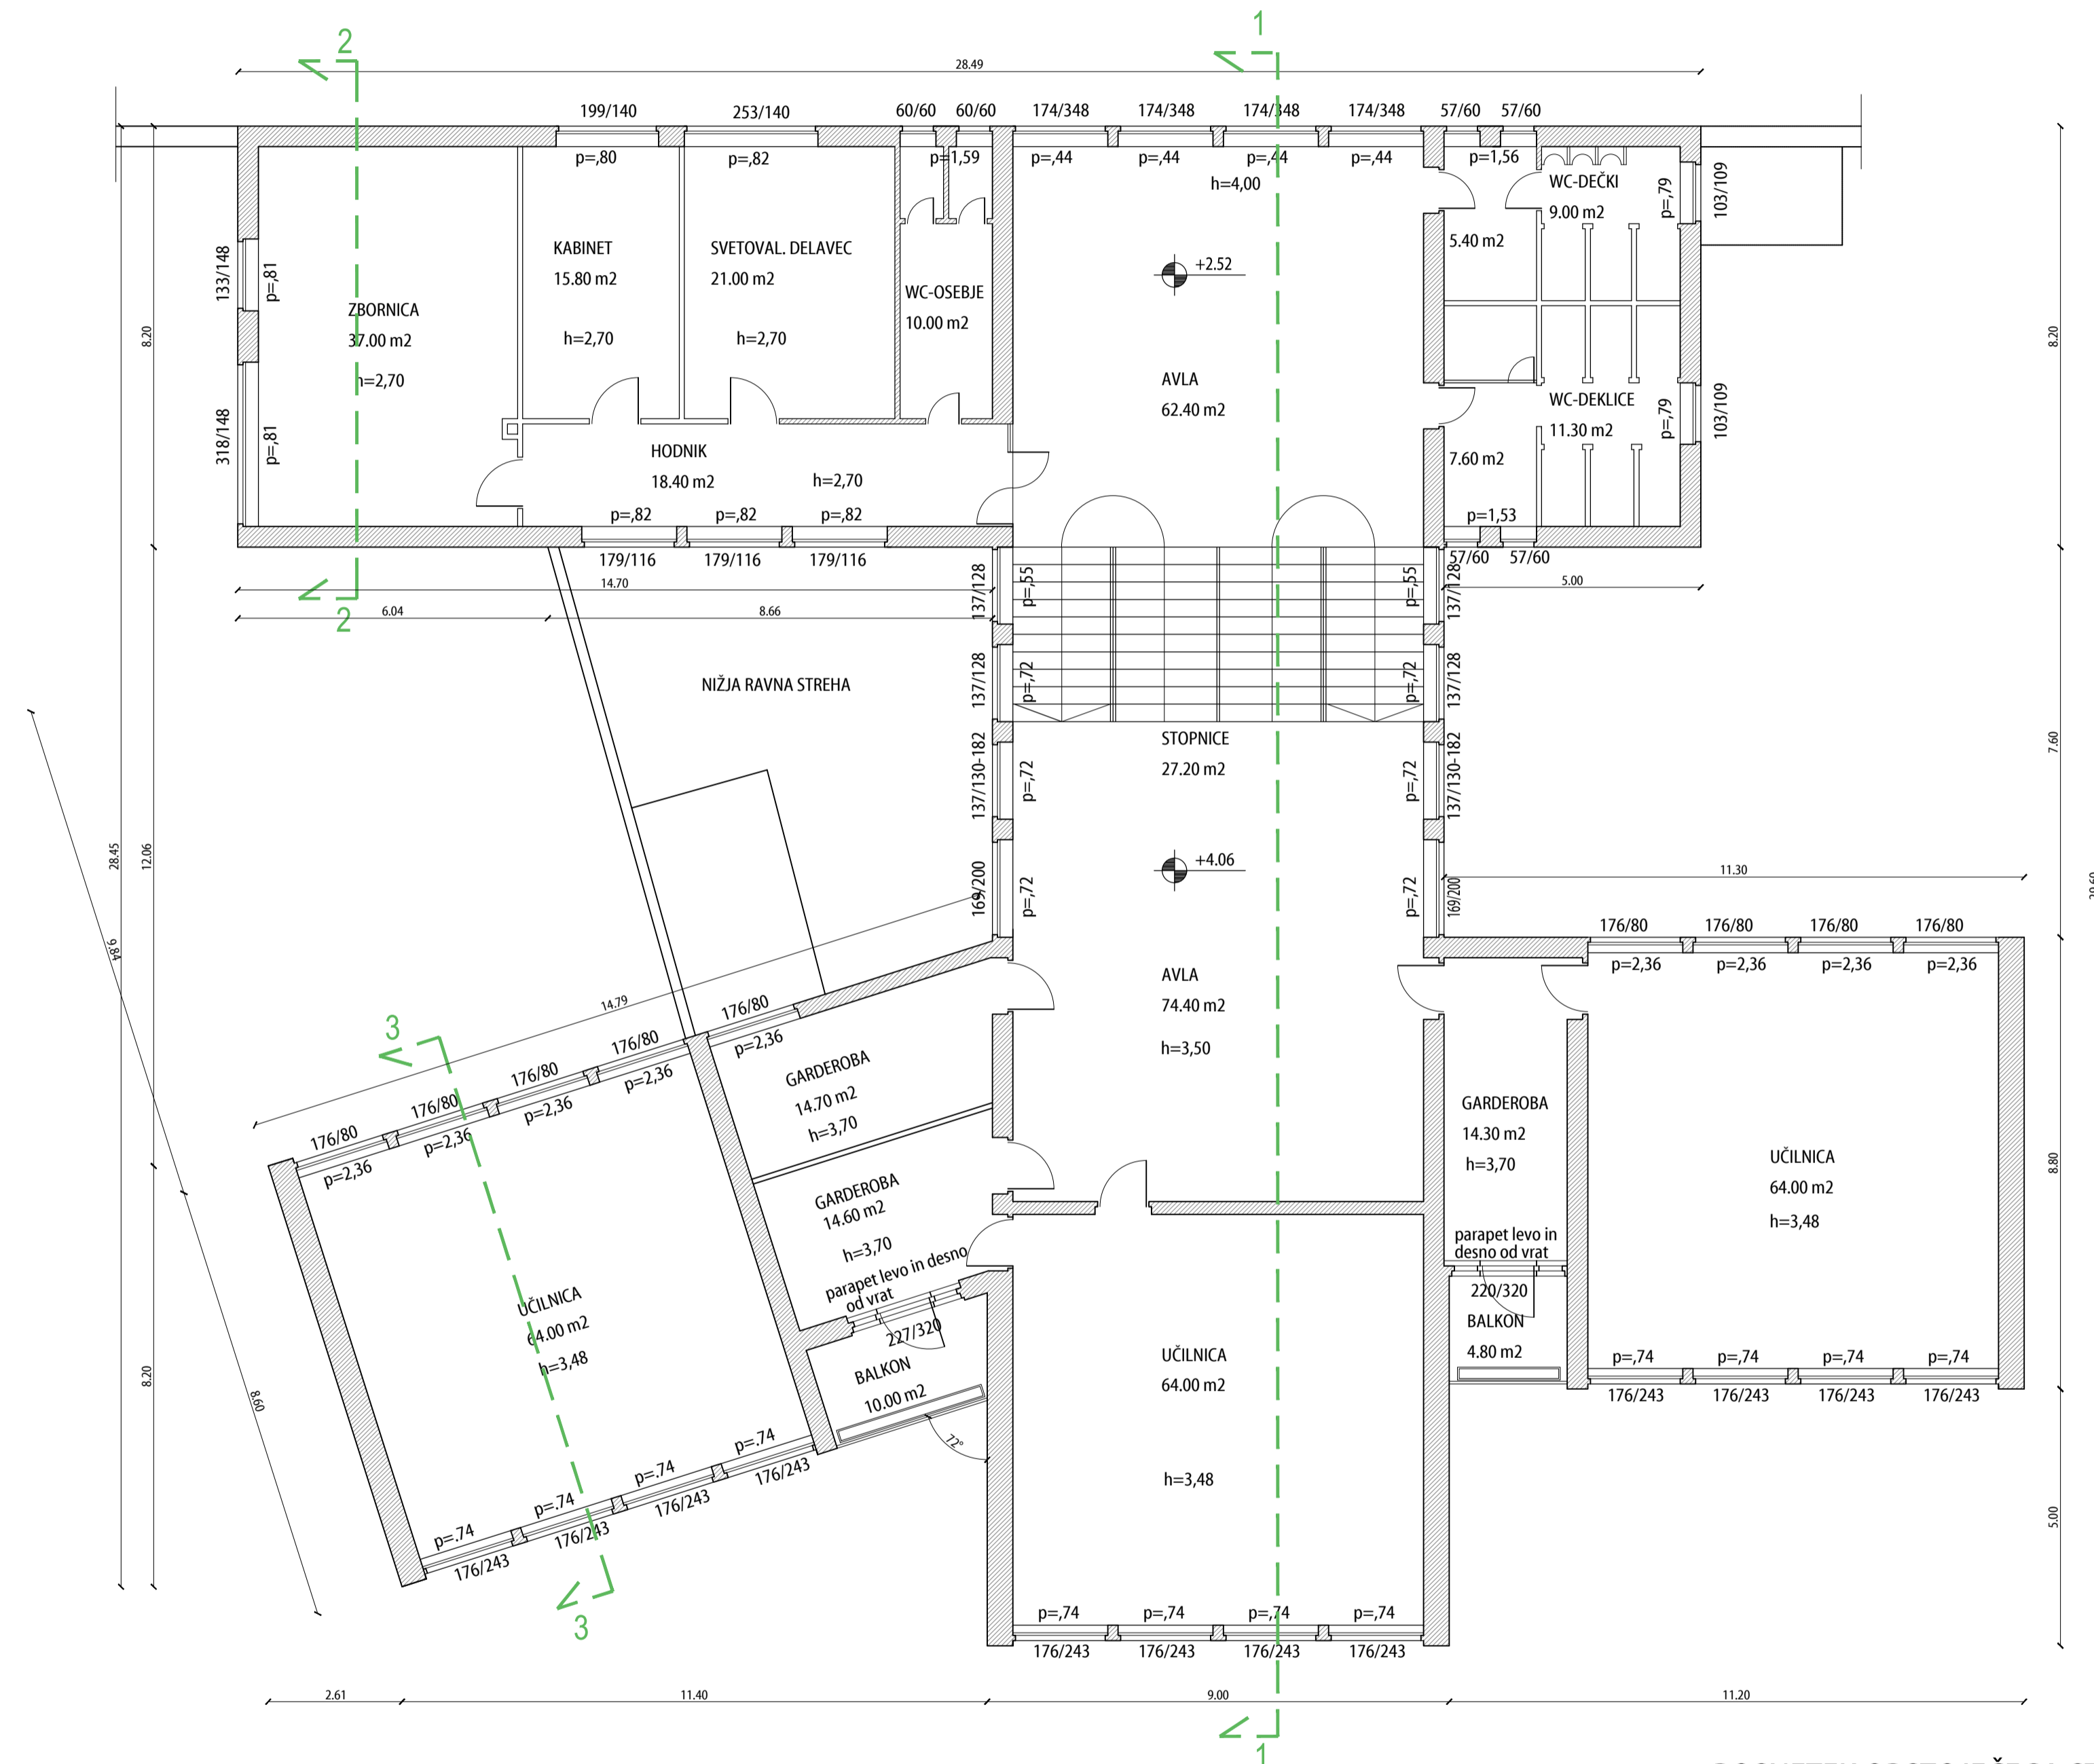 1
2
28.49
199/140
253/140
60/60
60/60
174/348
174/348
174/348
174/348
57/60
57/60
p=,80
p=,82
p=1,59
p=,44
p=,44
p=,44
p=,44
p=1,56
h=4,00
WC-DEČKI
9.00 m2
p=,79
103/109
5.40 m2
+2.52
133/148
p=,81
KABINET
15.80 m2
h=2,70
SVETOVAL. DELAVEC
21.00 m2
h=2,70
WC-OSEBJE
10.00 m2
ZBORNICA
37.00 m2
h=2,70
8.20
8.20
AVLA
62.40 m2
WC-DEKLICE
11.30 m2
p=,79
103/109
7.60 m2
318/148
p=,81
HODNIK
18.40 m2
h=2,70
p=,82
p=,82
p=,82
p=1,53
179/116
179/116
179/116
57/60
57/60
14.70
5.00
6.04
8.66
2
137/128
p=,55
p=,55
137/128
137/128
p=,72
p=,72
137/128
NIŽJA RAVNA STREHA
STOPNICE
27.20 m2
137/130-182
p=,72
p=,72
137/130-182
7.60
28.45
12.06
9.84
+4.06
169/200
p=,72
p=,72
169/200
11.30
176/80
176/80
176/80
176/80
p=2,36
p=2,36
p=2,36
p=2,36
AVLA
74.40 m2
h=3,50
14.79
3
176/80
176/80
176/80
176/80
176/80
p=2,36
p=2,36
p=2,36
p=2,36
p=2,36
GARDEROBA
14.70 m2
h=3,70
GARDEROBA
14.60 m2
h=3,70
parapet levo in desno
od vrat
227/320
BALKON
10.00 m2
72°
GARDEROBA
14.30 m2
h=3,70
parapet levo in
desno od vrat
220/320
BALKON
4.80 m2
UČILNICA
64.00 m2
h=3,48
8.80
p=,74
p=,74
p=,74
p=,74
176/243
176/243
176/243
176/243
UČILNICA
64.00 m2
h=3,48
8.20
8.60
UČILNICA
64.00 m2
h=3,48
p=.74
p=.74
p=.74
p=.74
176/243
176/243
176/243
176/243
3
5.00
p=,74
p=,74
p=,74
p=,74
176/243
176/243
176/243
176/243
2.61
11.40
9.00
11.20
1